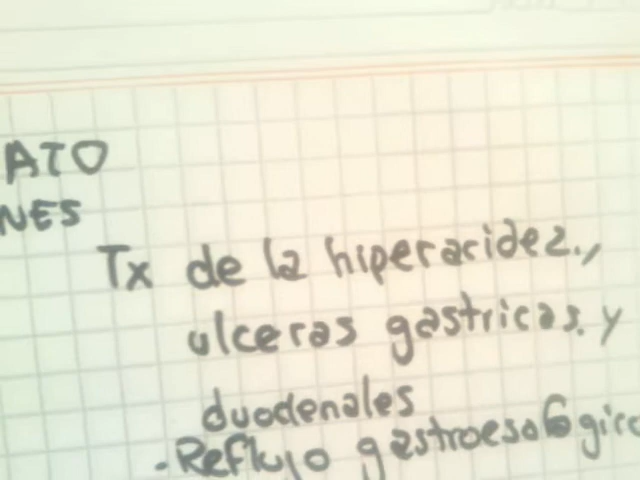 ATO
NES
Tx de la hiperacidez.,
ulceras gastricas. y
duodenales
.Reflujo gastroesofágico